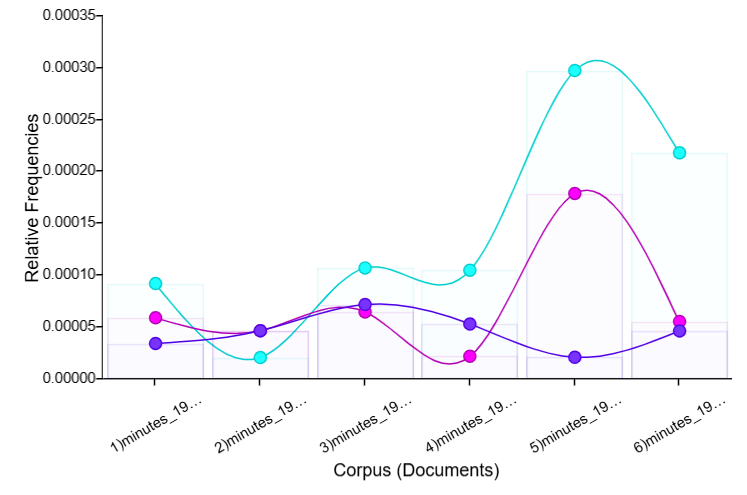 0.00035
0.00030
0.00025
0.00020
0.00015
0.00010
0.00005
0.00000
Relative Frequencies
1)minutes_19…
2)minutes_19…
3)minutes_19…
4)minutes_19…
5)minutes_19…
6)minutes_19…
Corpus (Documents)